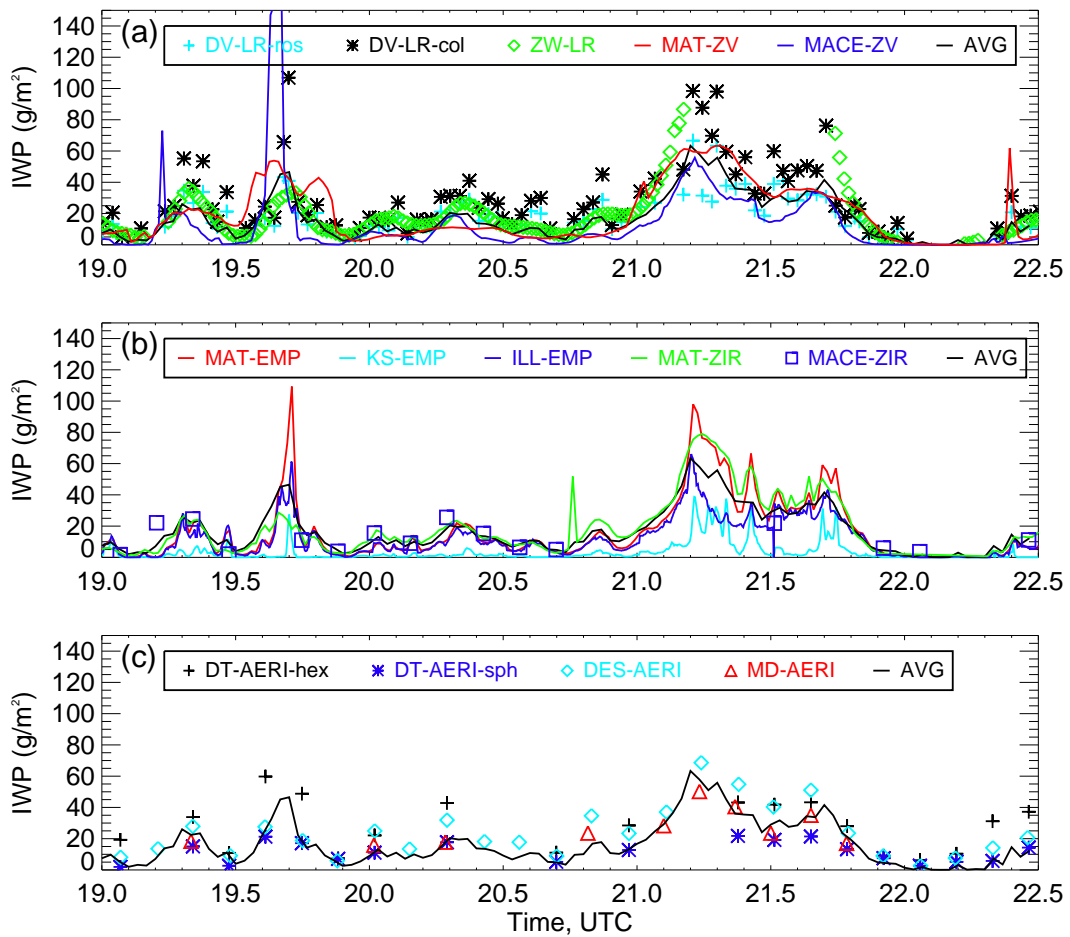 (a)
DV-LR-ros DV-LR-col ZW-LR MAT-ZV MACE-ZV AVG
IWP (g/m²)
140
120
100
80
60
40
20
0
19.0 19.5 20.0 20.5 21.0 21.5 22.0 22.5
(b)
MAT-EMP KS-EMP ILL-EMP MAT-ZIR MACE-ZIR AVG
IWP (g/m²)
140
120
100
80
60
40
20
0
19.0 19.5 20.0 20.5 21.0 21.5 22.0 22.5
(c)
DT-AERI-hex DT-AERI-sph DES-AERI MD-AERI AVG
IWP (g/m²)
140
120
100
80
60
40
20
0
19.0 19.5 20.0 20.5 21.0 21.5 22.0 22.5
Time, UTC